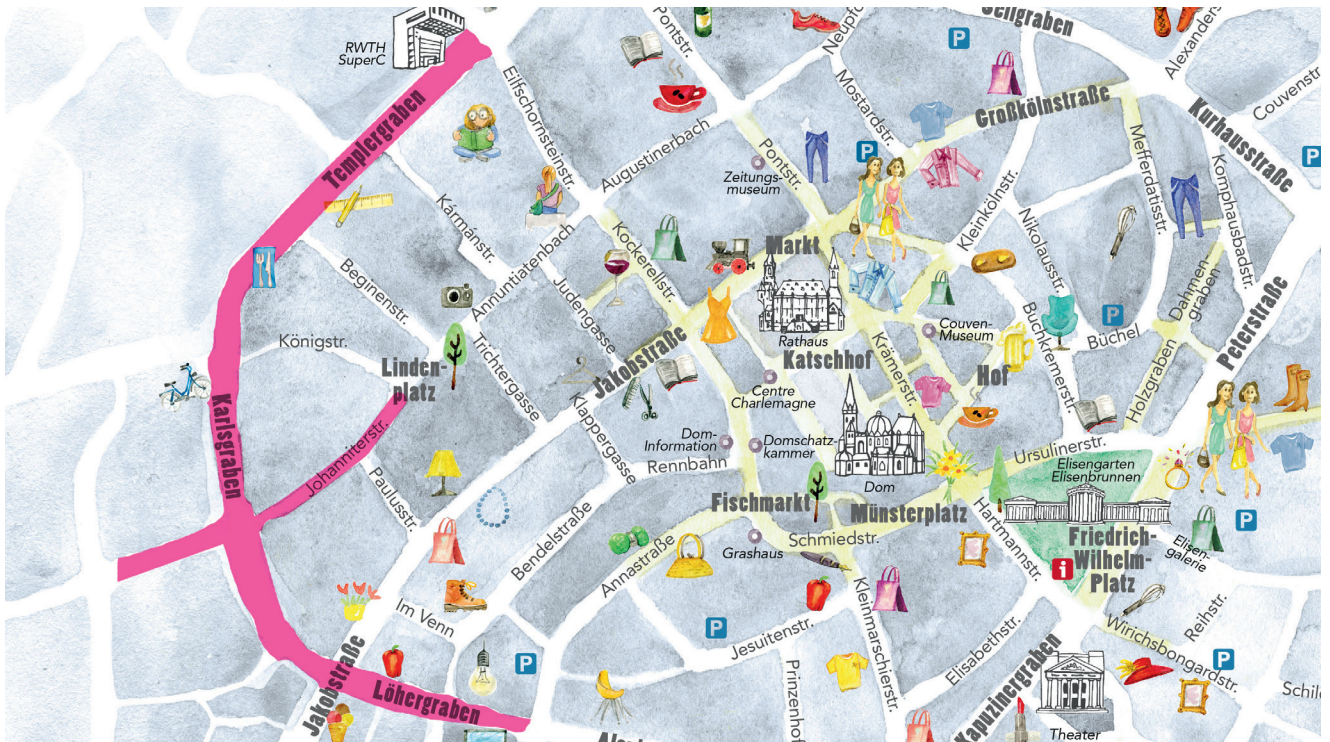 Pontstr.
Neupfo
Seilgraben
Alexanders
RWTH
SuperC
P
Eilfschornsteinstr.
Mostardstr.
Großkölnstraße
Couvenstr.
Kurhausstraße
Templergraben
Augustinerbach
Pontstr.
P
Mefferdatisstr.
P
Zeitungs-
museum
Komphausbadstr.
Kármánstr.
Kockerellstr.
Kleinkölnstr.
Nikolausstr.
Markt
Beginenstr.
Annuntiatenbach
Judengasse
Dahmen-
graben
Königstr.
Trichtergasse
Rathaus
Couven-
Museum
Buchkremerstr.
P
Büchel
Peterstraße
Linden-
platz
Jakobstraße
Katschhof
Krämerstr.
Hof
Holzgraben
Karlsgraben
Klappergasse
Centre
Charlemagne
Johanniterstr.
Dom-
Information
Domschatz-
kammer
Ursulinerstr.
Rennbahn
Dom
Elisengarten
Elisenbrunnen
Paulusstr.
Fischmarkt
Münsterplatz
Hartmannstr.
P
Bendelstraße
Annastraße
Grashaus
Schmiedstr.
Friedrich-
Wilhelm-
Platz
Elisen-
galerie
i
Im Venn
Kleinmarschierstr.
Reihstr.
P
Jesuitenstr.
Elisabethstr.
Wirichsbongardstr.
P
P
Jakobstraße
Löhergraben
Prinzenhof
Kapuzinergraben
Schild
Theater